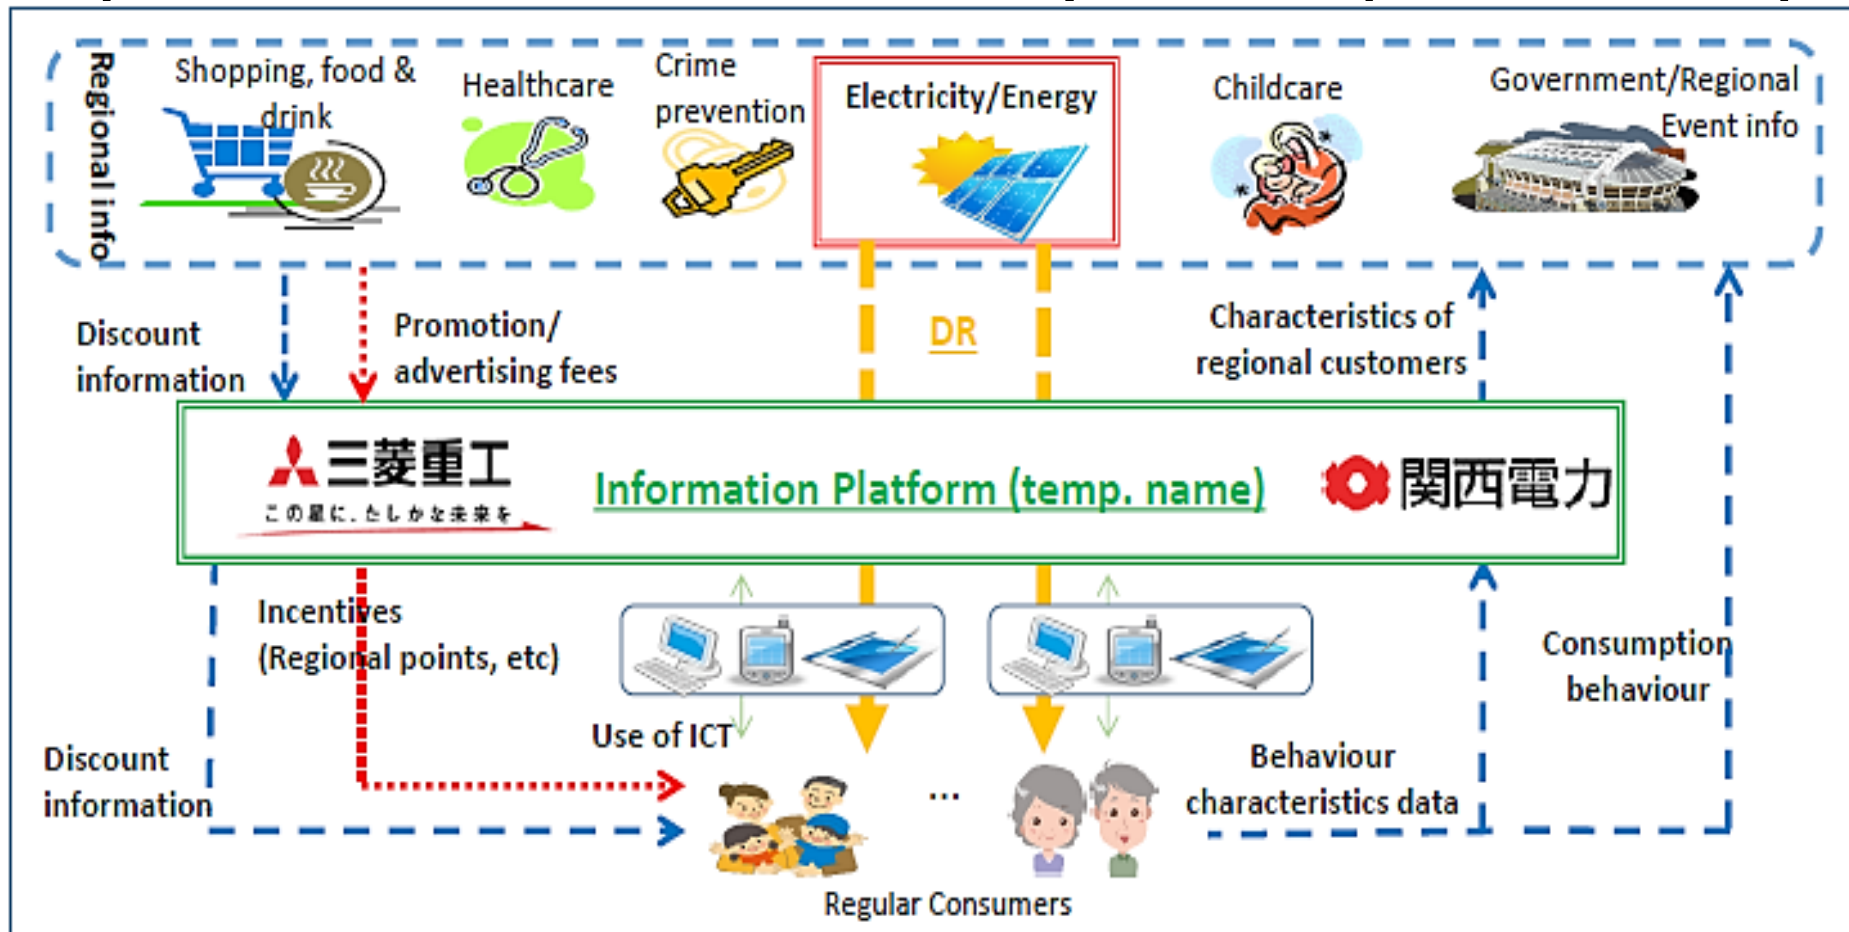 Regional info
Shopping, food &
drink
Healthcare
Crime
prevention
Electricity/Energy
Childcare
Government/Regional
Event info
Discount
information
Promotion/
advertising fees
DR
Characteristics of
regional customers
三菱重工
この星に、たしかな未来を
Information Platform (temp. name)
関西電力
Incentives
(Regional points, etc)
Consumption
behaviour
Use of ICT
Discount
information
...
Behaviour
characteristics data
Regular Consumers